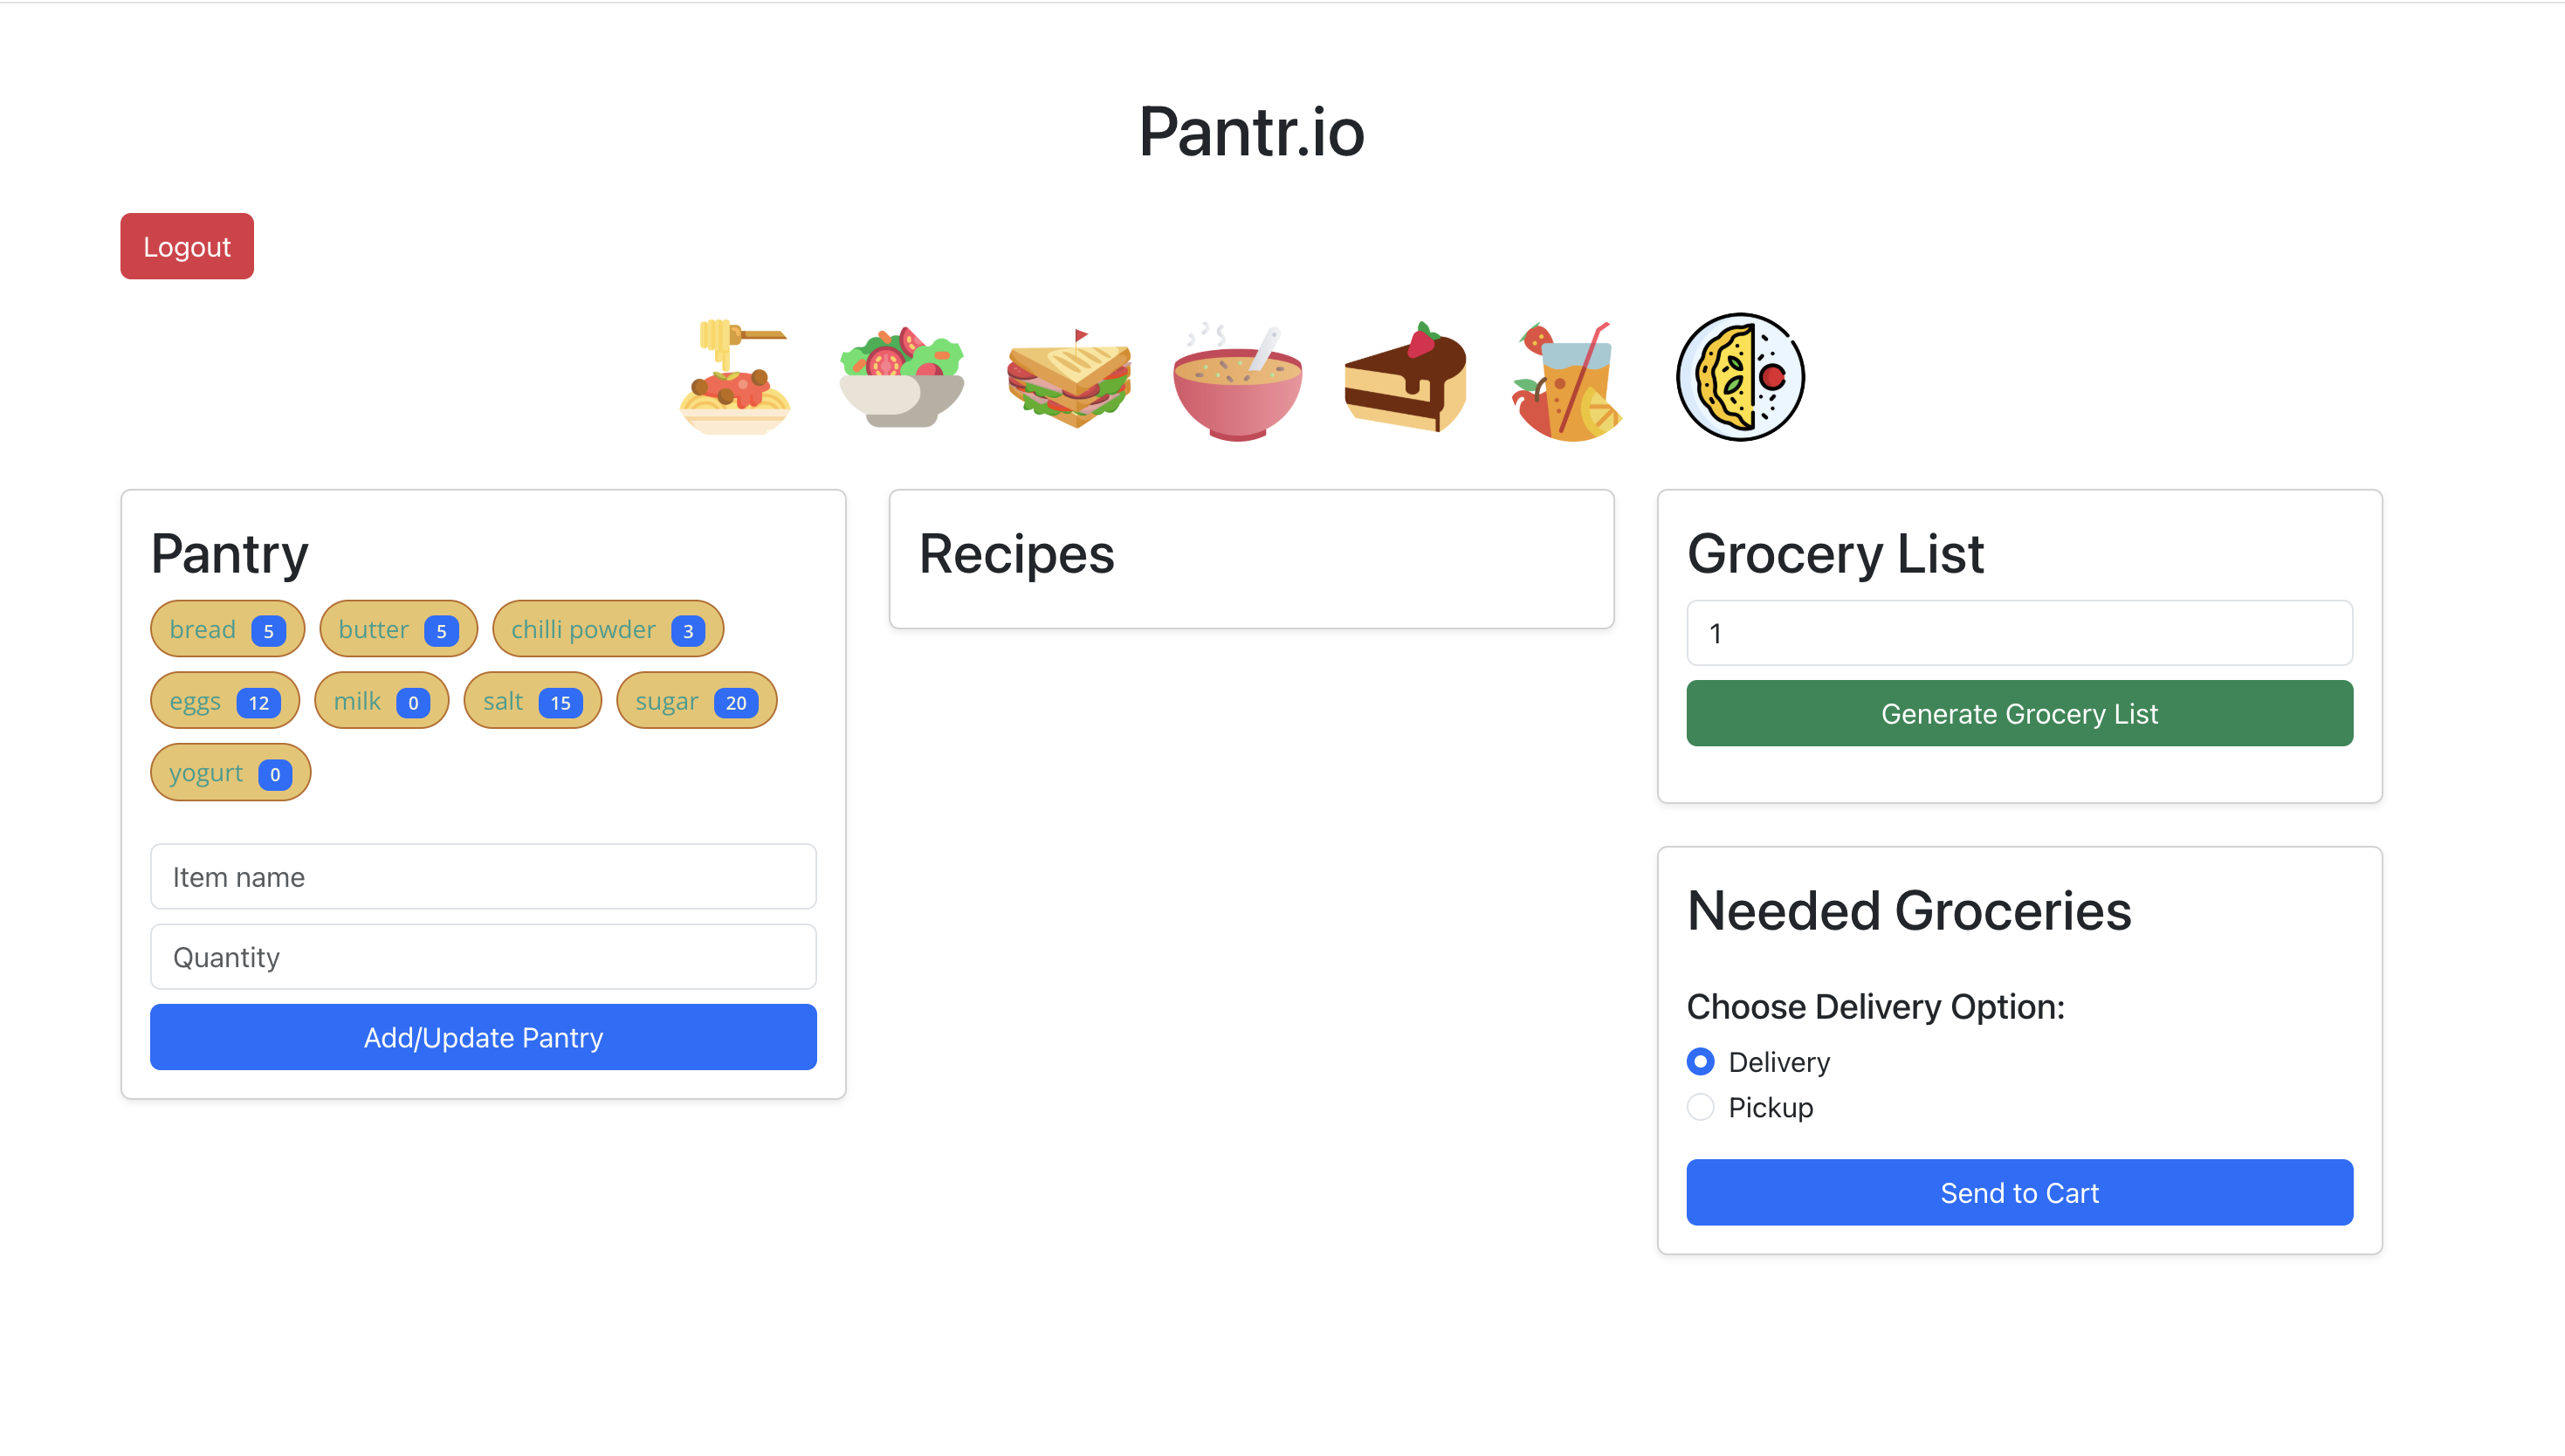 Pantr.io
Logout
Pantry
bread 5 butter 5 chilli powder 3
eggs 12 milk 0 salt 15 sugar 20
yogurt 0
Item name
Quantity
Add/Update Pantry
Recipes
Grocery List
1
Generate Grocery List
Needed Groceries
Choose Delivery Option:
Delivery
Pickup
Send to Cart